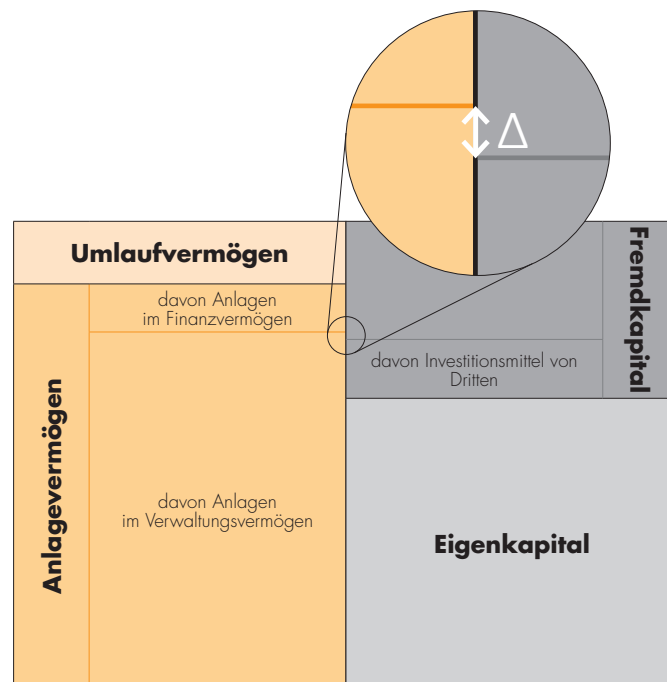 Δ
Umlaufvermögen
davon Anlagen
im Finanzvermögen
Anlagevermögen
davon Anlagen
im Verwaltungsvermögen
Fremdkapital
davon Investitionsmittel von
Dritten
Eigenkapital